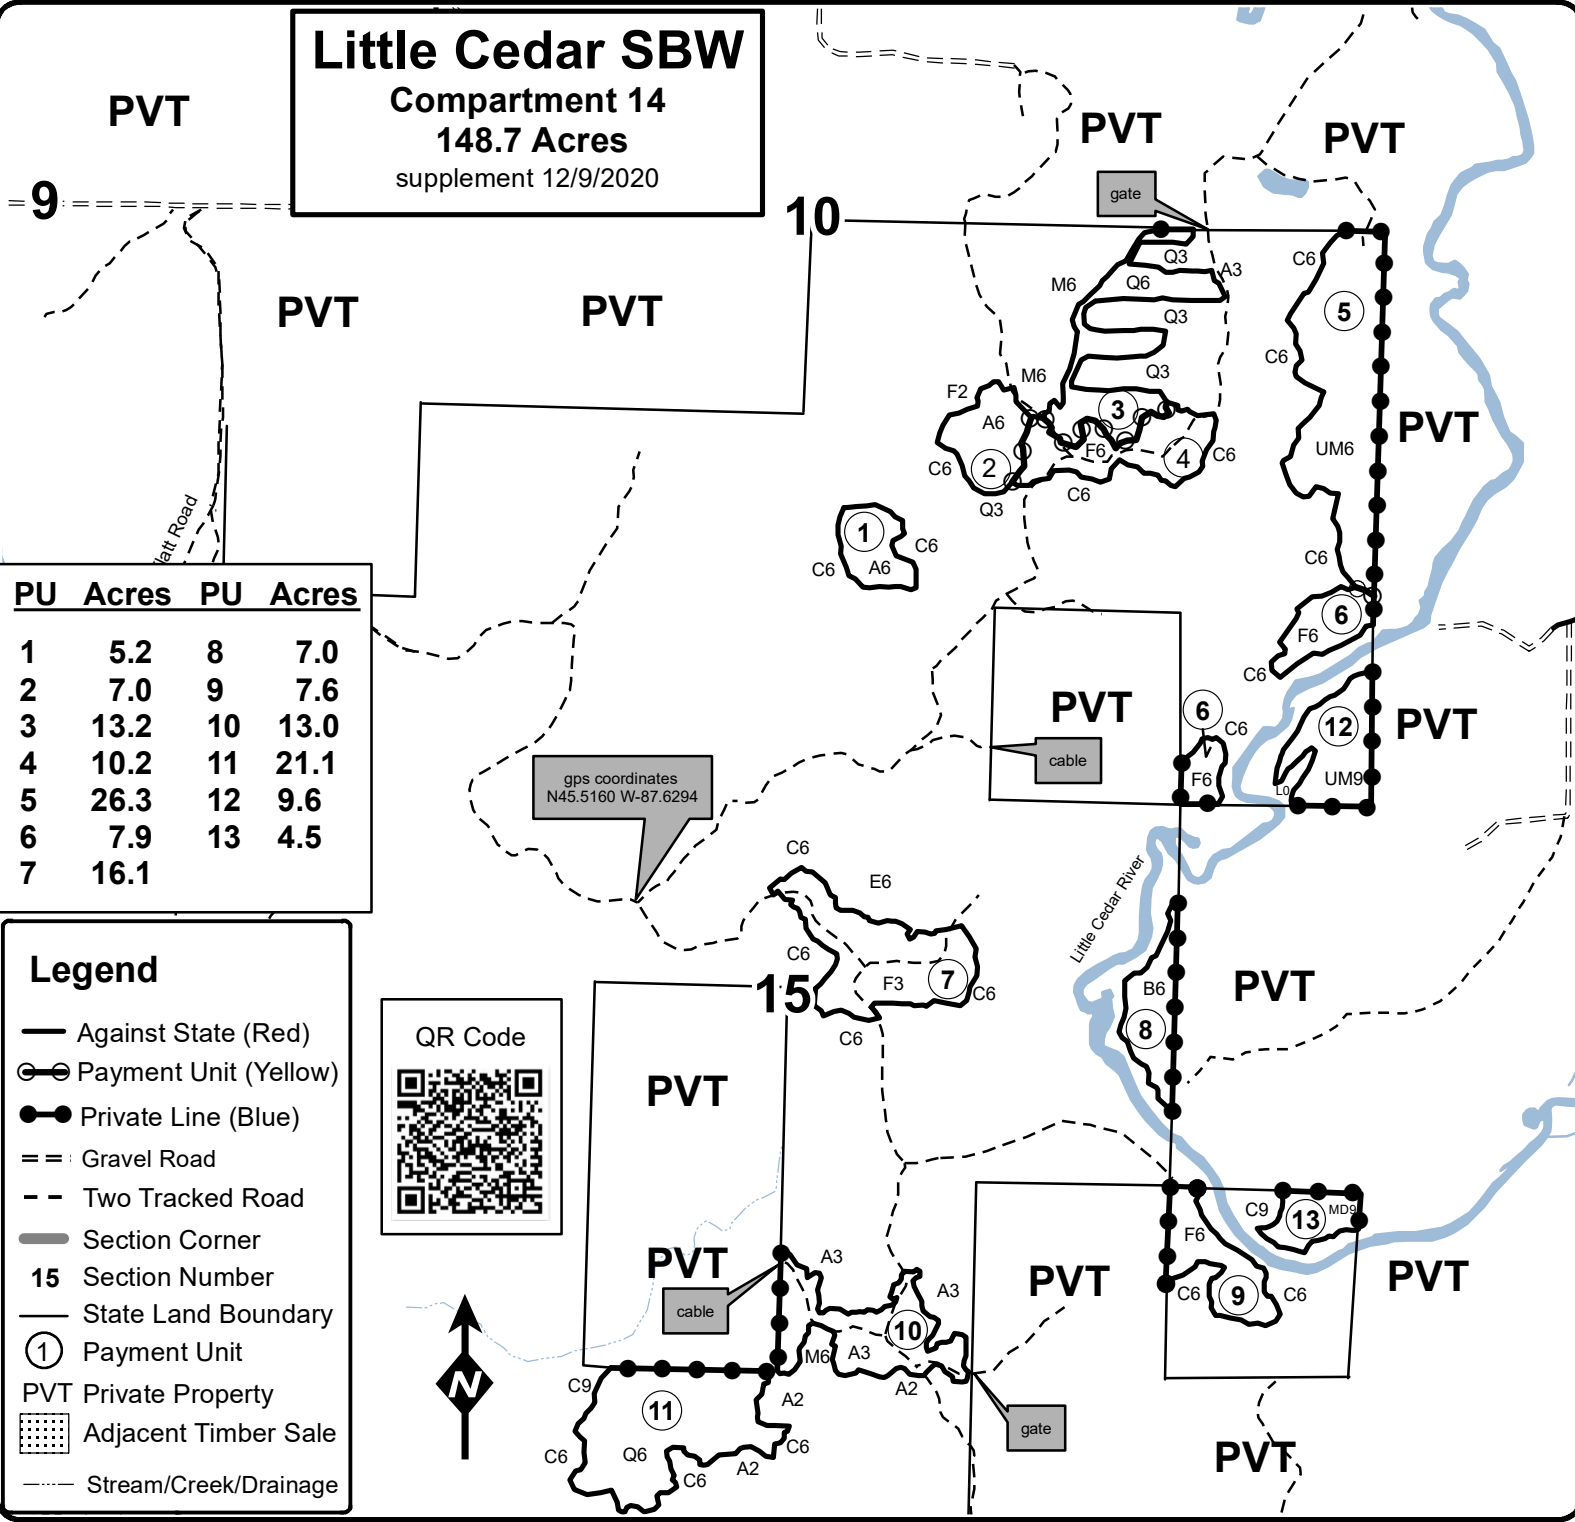 Little Cedar SBW
Compartment 14
148.7 Acres
supplement 12/9/2020
PVT
PVT
PVT
9
10
gate
C6
Q3
A3
M6
Q6
5
PVT
PVT
Q3
C6
M6
Q3
F2
3
A6
PVT
UM6
F6
C6
4
C6
2
C6
Q3
1
C6
C6
A6
C6
latt Road
PU Acres PU Acres
1 5.2 8 7.0
2 7.0 9 7.6
3 13.2 10 13.0
4 10.2 11 21.1
5 26.3 12 9.6
6 7.9 13 4.5
7 16.1
6
F6
C6
PVT
6
C6
12
PVT
cable
F6
UM9
L0
gps coordinates
N45.5160 W-87.6294
C6
E6
Little Cedar River
C6
F3
7
C6
15
C6
B6
8
PVT
Legend
Against State (Red)
Payment Unit (Yellow)
Private Line (Blue)
Gravel Road
Two Tracked Road
Section Corner
15 Section Number
State Land Boundary
1 Payment Unit
PVT Private Property
Adjacent Timber Sale
Stream/Creek/Drainage
QR Code
PVT
PVT
cable
A3
A3
10
M6
A3
A2
PVT
C9
13
MD9
F6
C6
9
C6
PVT
N
C9
11
A2
C6
Q6
C6
A2
C6
gate
PVT